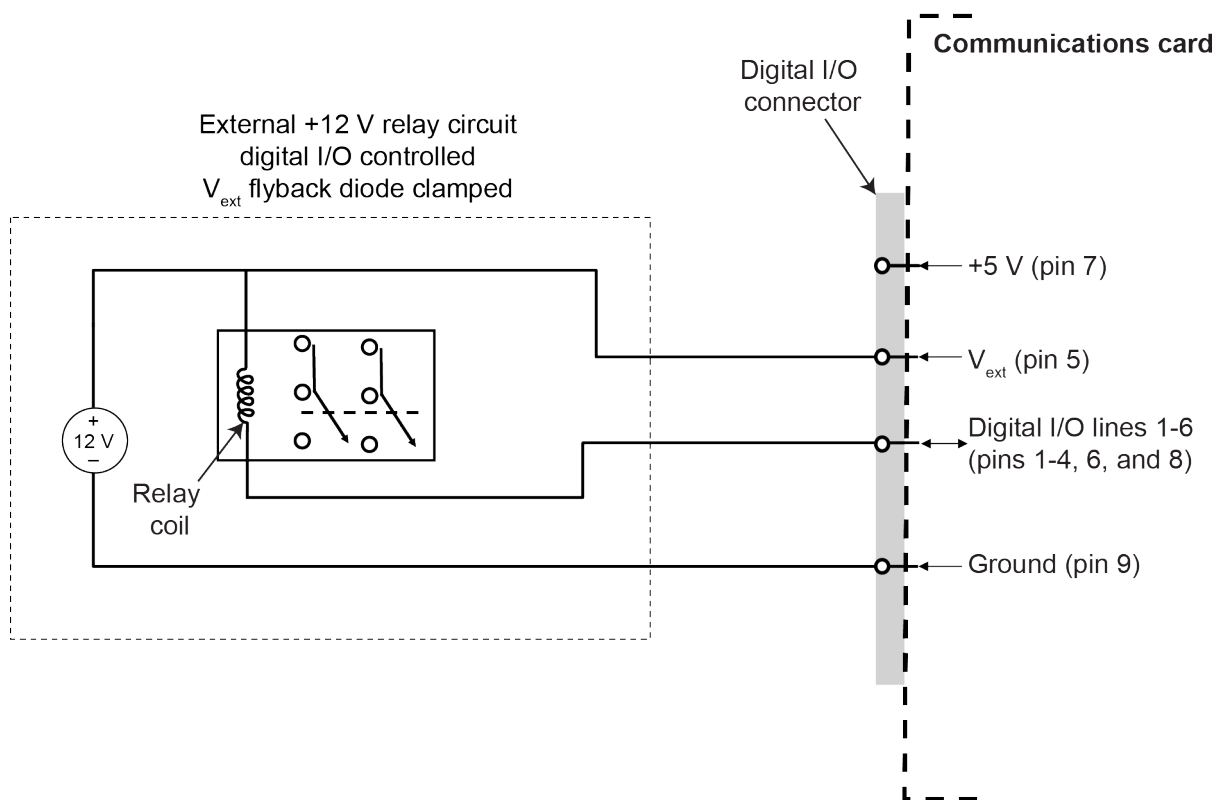 Communications card
Digital I/O
connector
External +12 V relay circuit
digital I/O controlled
Vext flyback diode clamped
+5 V (pin 7)
Vext (pin 5)
Digital I/O lines 1-6
(pins 1-4, 6, and 8)
+
12 V
–
Relay
coil
Ground (pin 9)